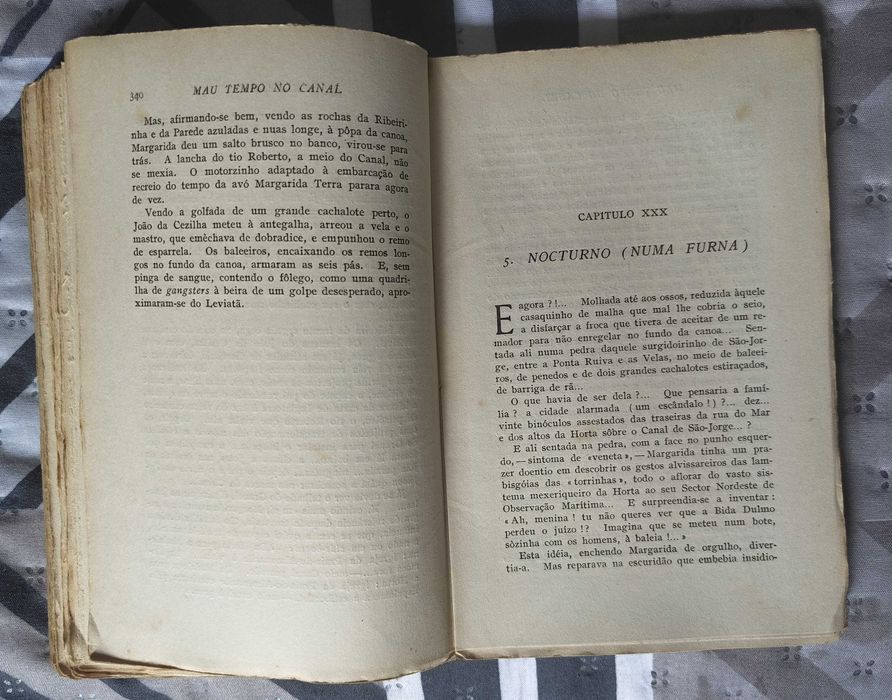 340
MAU TEMPO NO CANAL
Mas, afirmando-se bem, vendo as rochas da Ribeiri-
nha e da Parede azuladas e nuas longe, à pôpa da canoa,
Margarida deu um salto brusco no banco, virou-se para
trás. A lancha do tio Roberto, a meio do Canal, não
se mexia. O motorzinho adaptado à embarcação de
recreio do tempo da avó Margarida Terra parara agora
de vez.
Vendo a golfada de um grande cachalote perto, o
João da Cezilha meteu à antegalha, arreou a vela e o
mastro, que emèchava de dobradice, e empunhou o remo
de esparrela. Os baleeiros, encaixando os remos lon-
gos no fundo da canoa, armaram as seis pás. E, sem
pinga de sangue, contendo o fôlego, como uma quadri-
lha de gangsters à beira de um golpe desesperado, apro-
ximaram-se do Leviatã.
CAPITULO XXX
5. NOCTURNO (NUMA FURNA)
E agora ?!... Molhada até aos ossos, reduzida àquele
casaquinho de malha que mal lhe cobria o seio,
a disfarçar a froca que tivera de aceitar de um re-
mador para não enregelar no fundo da canoa... Sen-
tada ali numa pedra daquele surgidoirinho de São-Jor-
ge, entre a Ponta Ruiva e as Velas, no meio de baleei-
ros, de penedos e de dois grandes cachalotes estiraçados,
de barriga de rã...
O que havia de ser dela ?... Que pensaria a famí-
lia ? a cidade alarmada (um escândalo !) ?... dez...
vinte binóculos assestados das traseiras da rua do Mar
e dos altos da Horta sôbre o Canal de São-Jorge... ?
E ali sentada na pedra, com a face no punho esquer-
do, — sintoma de «veneta», — Margarida tinha um pra-
zer doentio em descobrir os gestos alvissareiros das lam-
bisgóias das «torrinhas», todo o aflorar do vasto sis-
tema mexeriqueiro da Horta ao seu Sector Nordeste de
Observação Marítima... E surpreendia-se a inventar :
«Ah, menina ! tu não queres ver que a Bida Dulmo
perdeu o juízo !? Imagina que se meteu num bote,
sòzinha com os homens, à baleia !... »
Esta idéia, enchendo Margarida de orgulho, diver-
tia-a. Mas reparava na escuridão que embebia insidio-